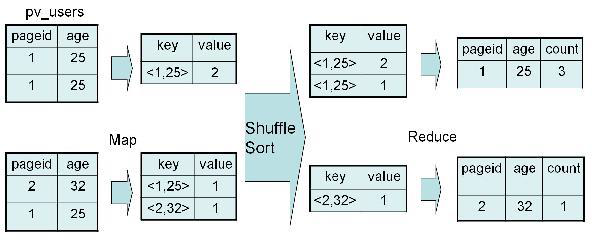 pv_users
pageid age
1 25
1 25
key value
<1,25> 2
Map
pageid age
2 32
1 25
key value
<1,25> 1
<2,32> 1
Shuffle
Sort
key value
<1,25> 2
<1,25> 1
key value
<2,32> 1
Reduce
pageid age count
1 25 3
pageid age count
2 32 1